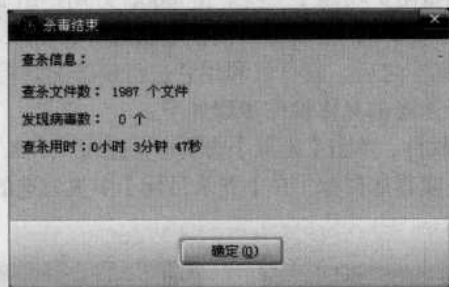 杀毒结束
查杀信息：
查杀文件数： 1987 个文件
发现病毒数： 0 个
查杀用时：0小时 3分钟 47秒
确定(O)